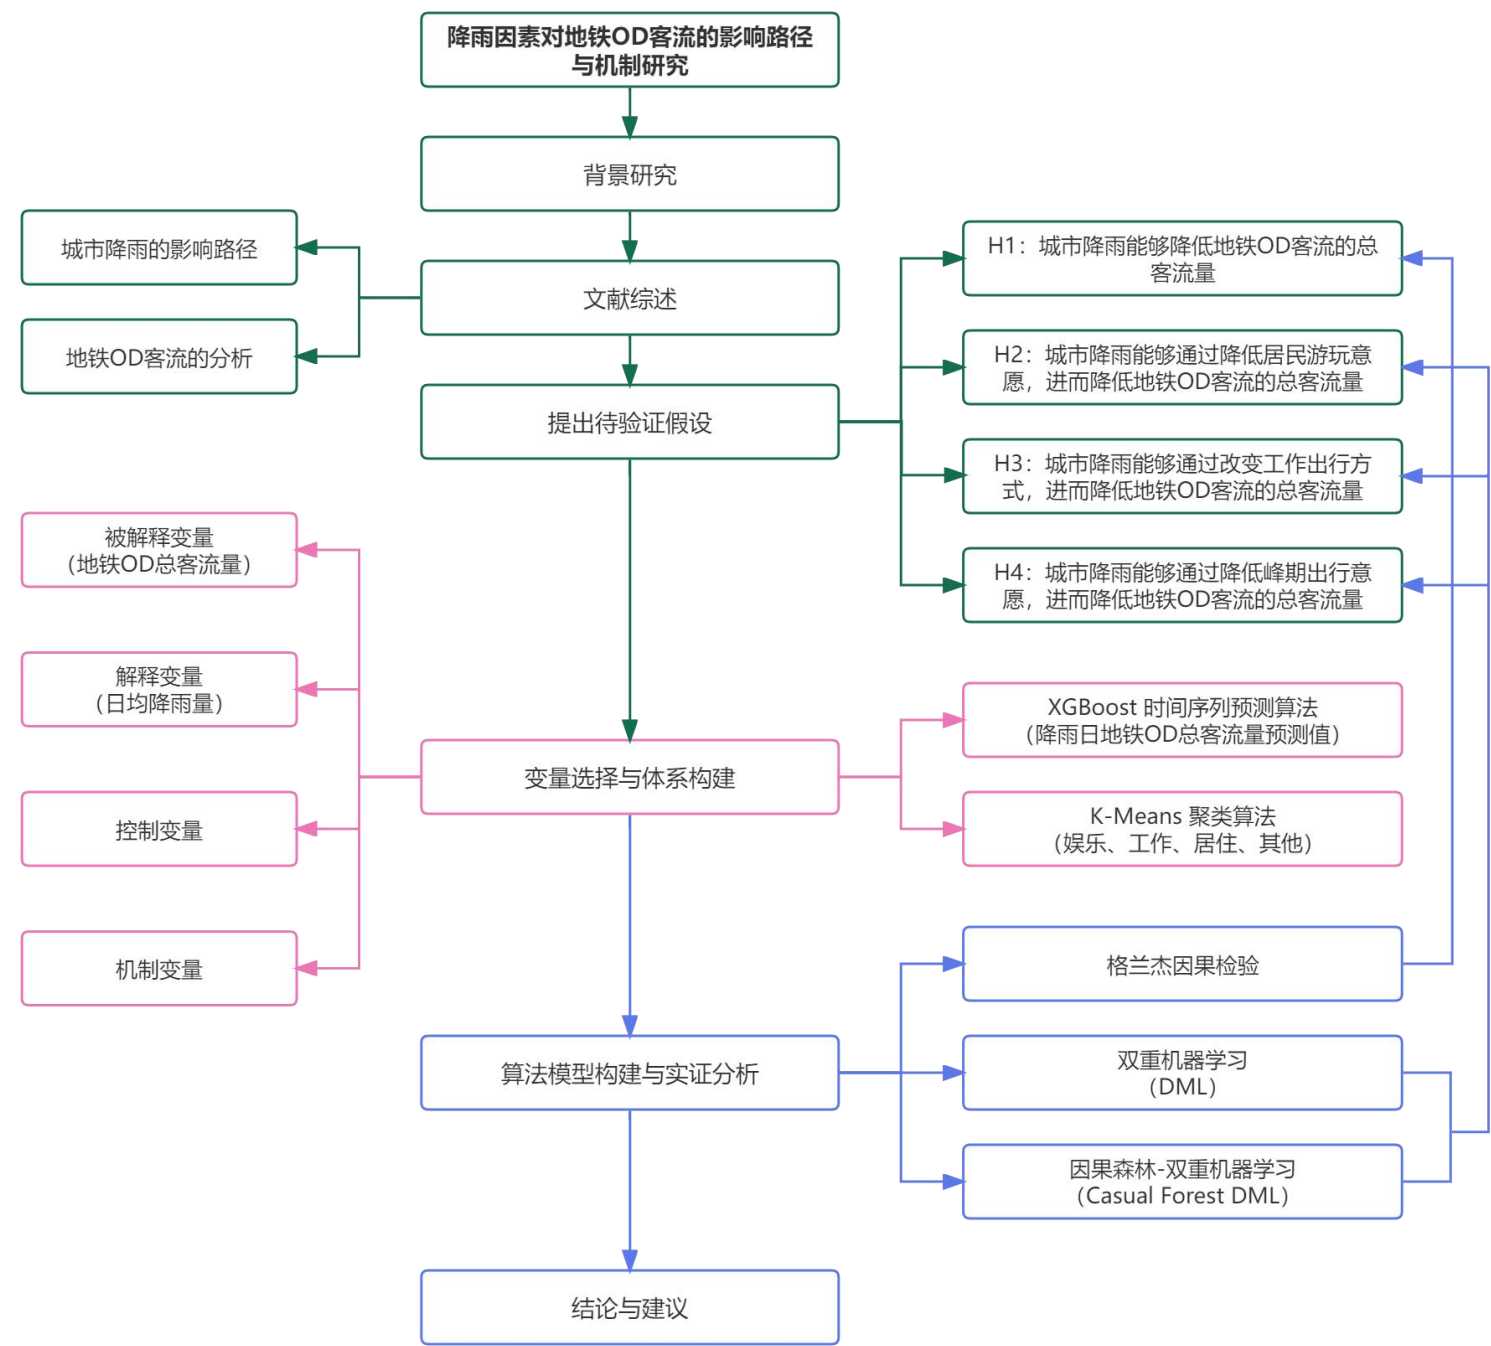 降雨因素对地铁OD客流的影响路径
与机制研究
背景研究
城市降雨的影响路径
文献综述
地铁OD客流的分析
提出待验证假设
H1：城市降雨能够降低地铁OD客流的总
客流量
H2：城市降雨能够通过降低居民游玩意
愿，进而降低地铁OD客流的总客流量
H3：城市降雨能够通过改变工作出行方
式，进而降低地铁OD客流的总客流量
H4：城市降雨能够通过降低峰期出行意
愿，进而降低地铁OD客流的总客流量
被解释变量
（地铁OD总客流量）
解释变量
（日均降雨量）
控制变量
机制变量
变量选择与体系构建
XGBoost 时间序列预测算法
（降雨日地铁OD总客流量预测值）
K-Means 聚类算法
（娱乐、工作、居住、其他）
算法模型构建与实证分析
格兰杰因果检验
双重机器学习
（DML）
因果森林-双重机器学习
（Casual Forest DML）
结论与建议